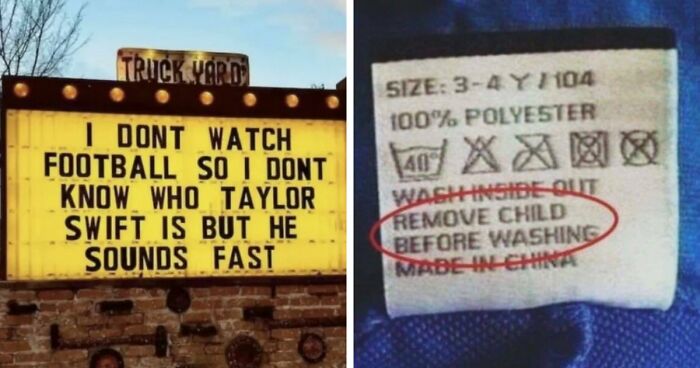 TRUCK YARD
I DONT WATCH
FOOTBALL SO I DONT
KNOW WHO TAYLOR
SWIFT IS BUT HE
SOUNDS FAST
SIZE: 3-4 Y / 104
100% POLYESTER
40°
WASH INSIDE OUT
REMOVE CHILD
BEFORE WASHING
MADE IN CHINA